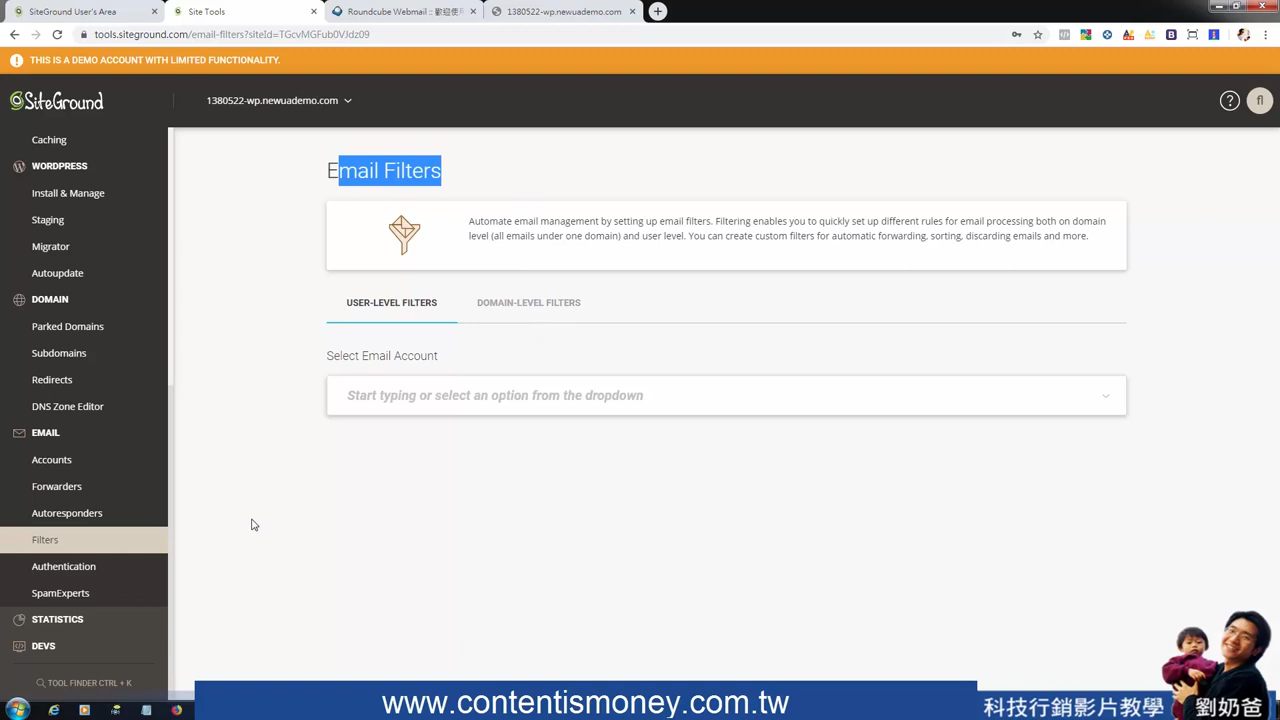 SiteGround User's Area
Site Tools
Roundcube Webmail :: 歡迎使用
1380522-wp.newuademo.com
tools.siteground.com/email-filters?siteId=TGcvMGFub0VJdz09
THIS IS A DEMO ACCOUNT WITH LIMITED FUNCTIONALITY.
SiteGround
1380522-wp.newuademo.com
fl
Caching
WORDPRESS
Install & Manage
Staging
Migrator
Autoupdate
DOMAIN
Parked Domains
Subdomains
Redirects
DNS Zone Editor
EMAIL
Accounts
Forwarders
Autoresponders
Filters
Authentication
SpamExperts
STATISTICS
DEVS
TOOL FINDER CTRL + K
Email Filters
Automate email management by setting up email filters. Filtering enables you to quickly set up different rules for email processing both on domain
level (all emails under one domain) and user level. You can create custom filters for automatic forwarding, sorting, discarding emails and more.
USER-LEVEL FILTERS
DOMAIN-LEVEL FILTERS
Select Email Account
Start typing or select an option from the dropdown
www.contentismoney.com.tw
科技行銷影片教學
劉奶爸